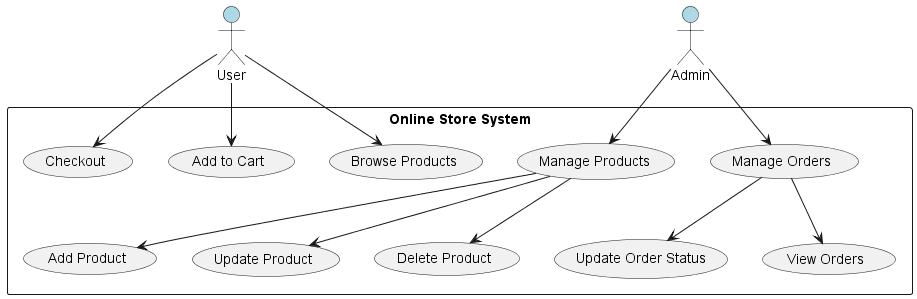 User
Admin
Online Store System
Checkout
Add to Cart
Browse Products
Manage Products
Manage Orders
Add Product
Update Product
Delete Product
Update Order Status
View Orders